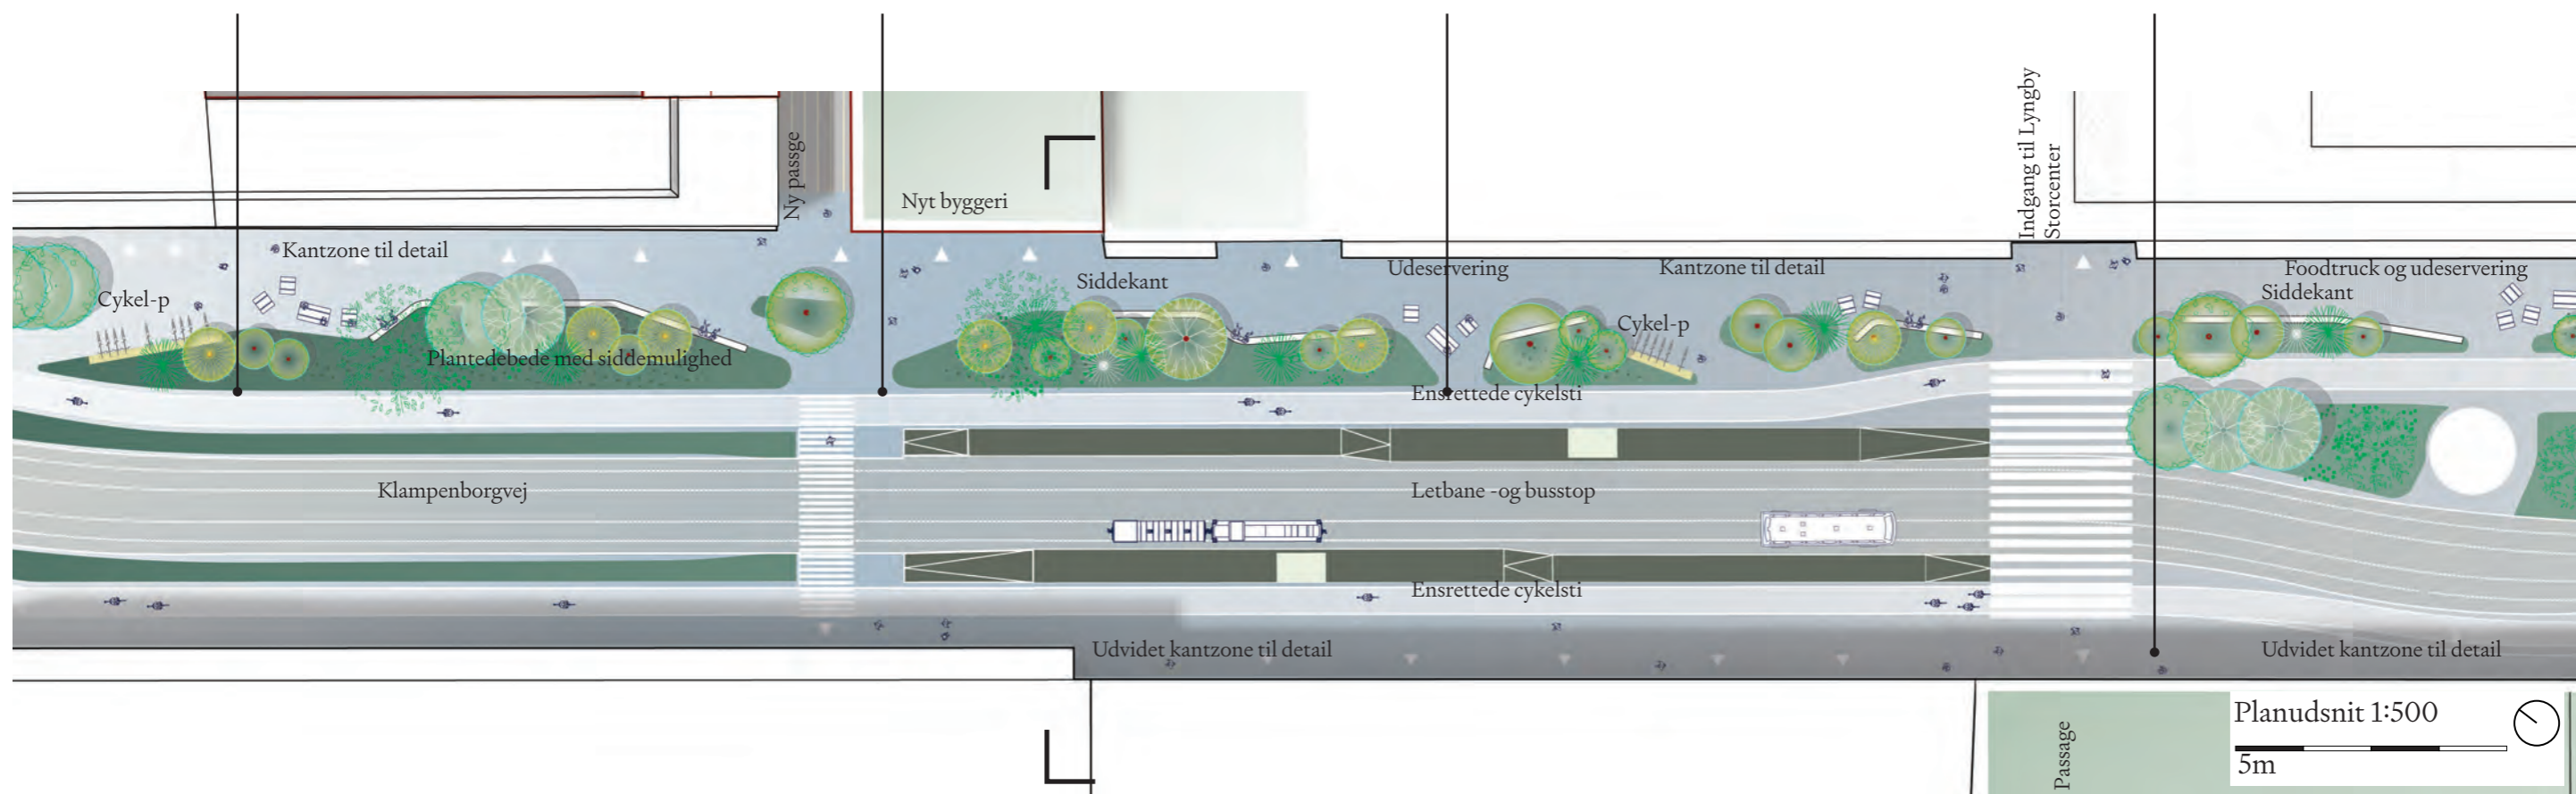 Indgang til Lyngby
Storcenter
Ny passge
Nyt byggeri
Kantzone til detail
Cykel-p
Siddekant
Udeservering
Kantzone til detail
Foodtruck og udeservering
Siddekant
Cykel-p
Plantedebede med siddemulighed
Ensrettede cykelsti
Klampenborgvej
Letbane -og busstop
Ensrettede cykelsti
Udvidet kantzone til detail
Udvidet kantzone til detail
Passage
Planudsnit 1:500
5m